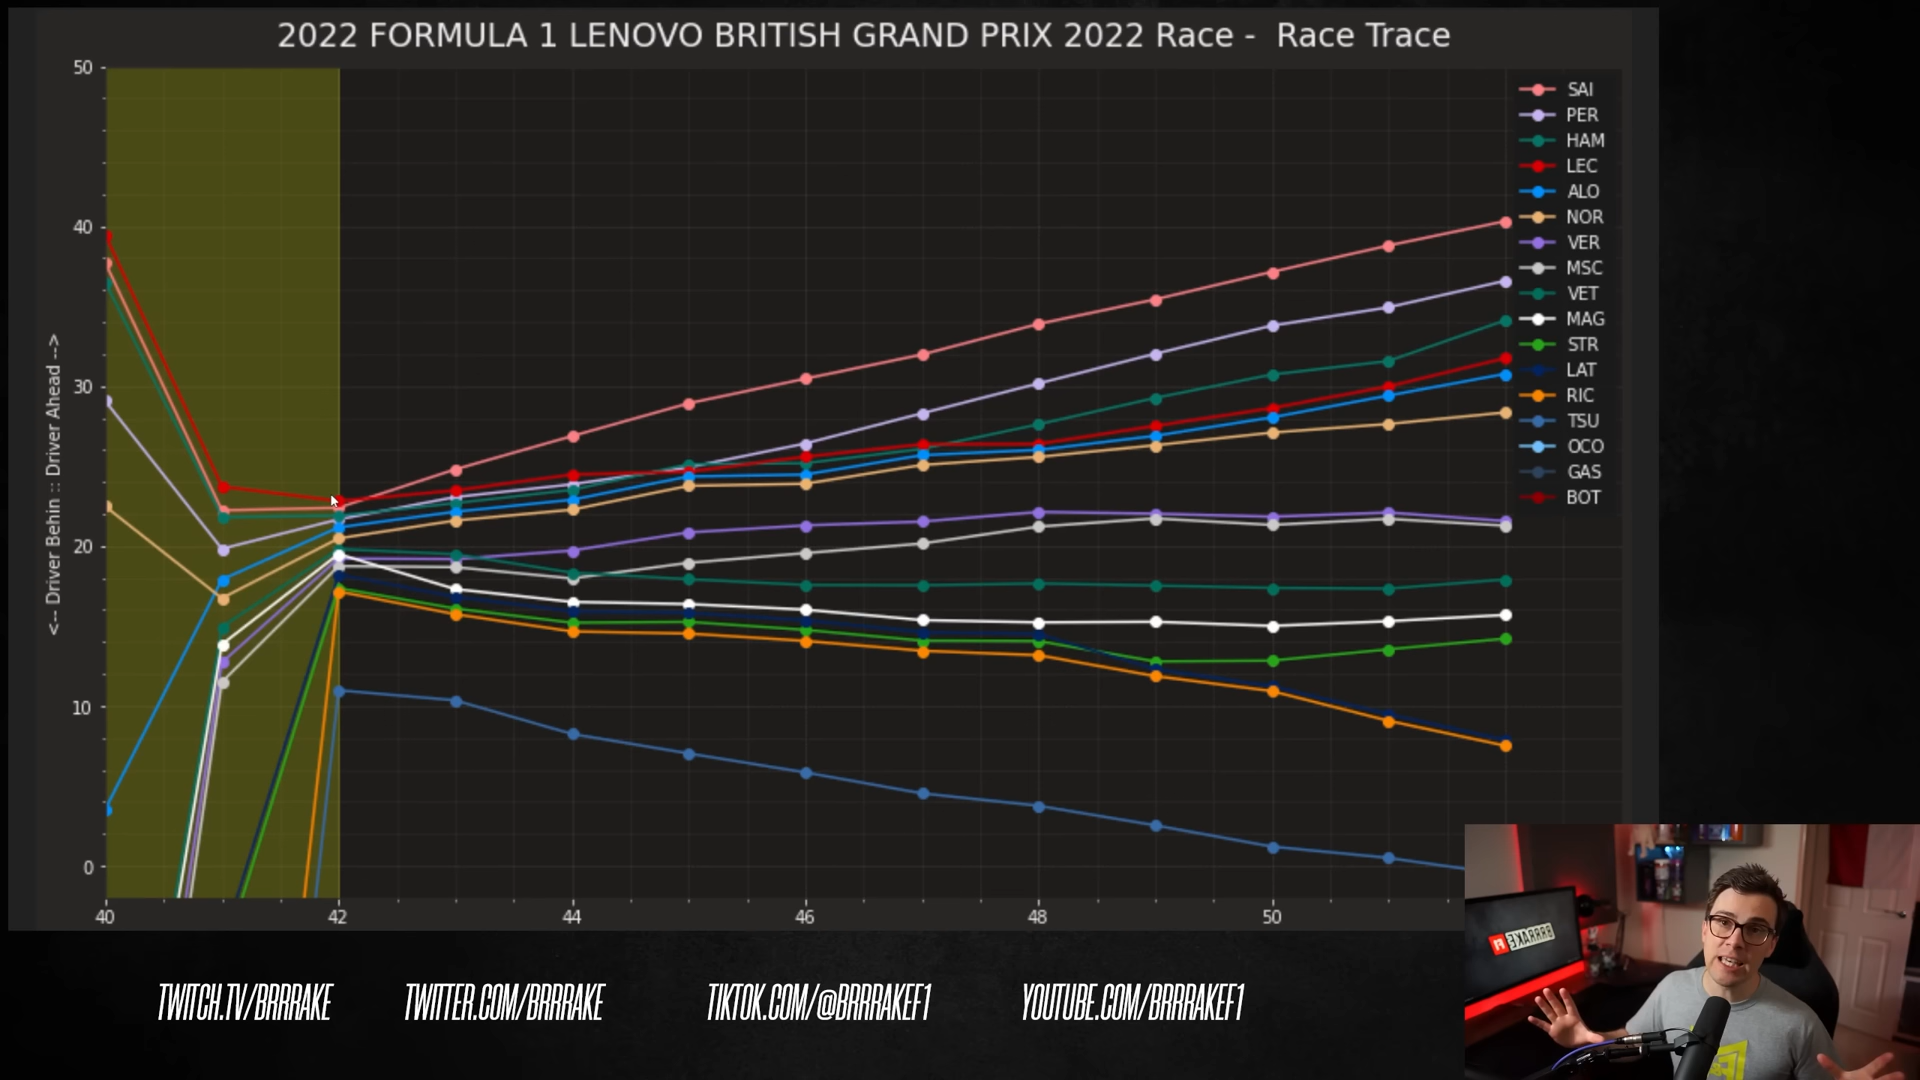 2022 FORMULA 1 LENOVO BRITISH GRAND PRIX 2022 Race - Race Trace
<-- Driver Behin :: Driver Ahead -->
50
40
30
20
10
0
40
42
44
46
48
50
SAI
PER
HAM
LEC
ALO
NOR
VER
MSC
VET
MAG
STR
LAT
RIC
TSU
OCO
GAS
BOT
BRRRAKE F1
TWITCH.TV/BRRRAKE
TWITTER.COM/BRRRAKE
TIKTOK.COM/@BRRRAKEF1
YOUTUBE.COM/BRRRAKEF1